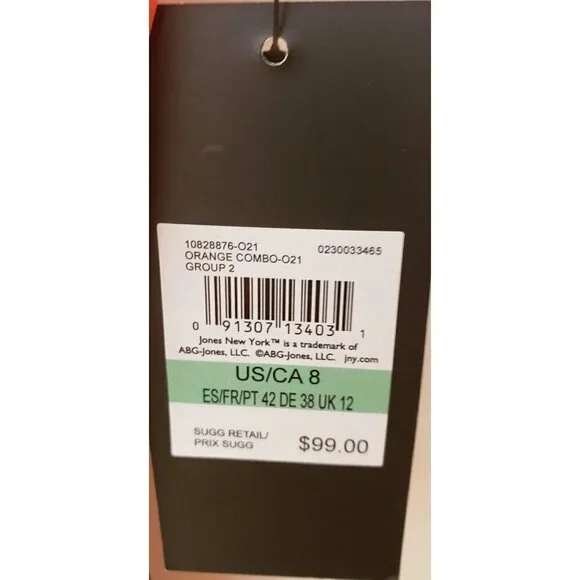 10828876-O21 0230033465
ORANGE COMBO-O21
GROUP 2
0 91307 13403 1
Jones New York™ is a trademark of
ABG-Jones, LLC. ©ABG-Jones, LLC. jny.com
US/CA 8
ES/FR/PT 42 DE 38 UK 12
SUGG RETAIL/
PRIX SUGG $99.00